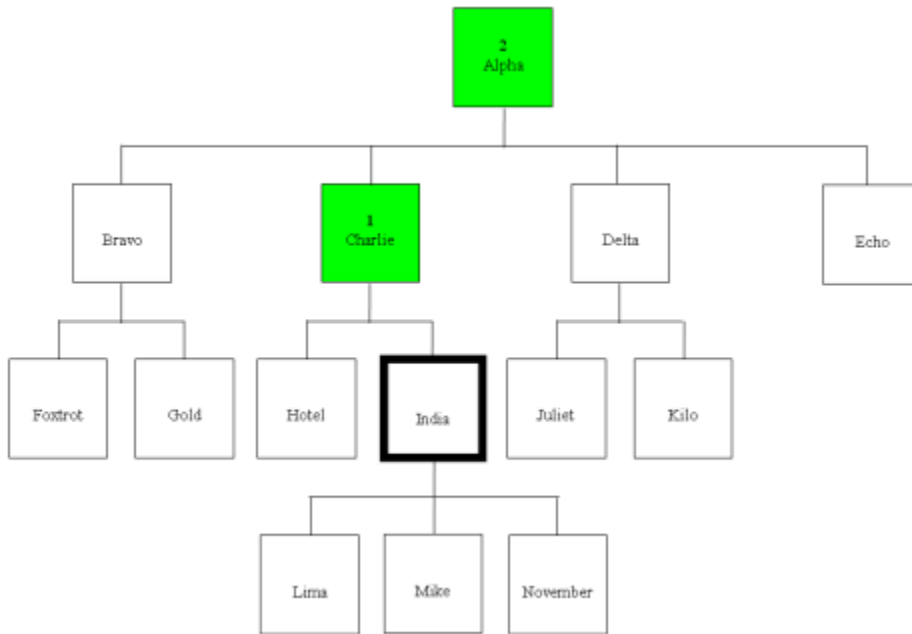 2
Alpha
Bravo
1
Charlie
Delta
Echo
Foxtrot
Gold
Hotel
India
Juliet
Kilo
Lima
Mike
November